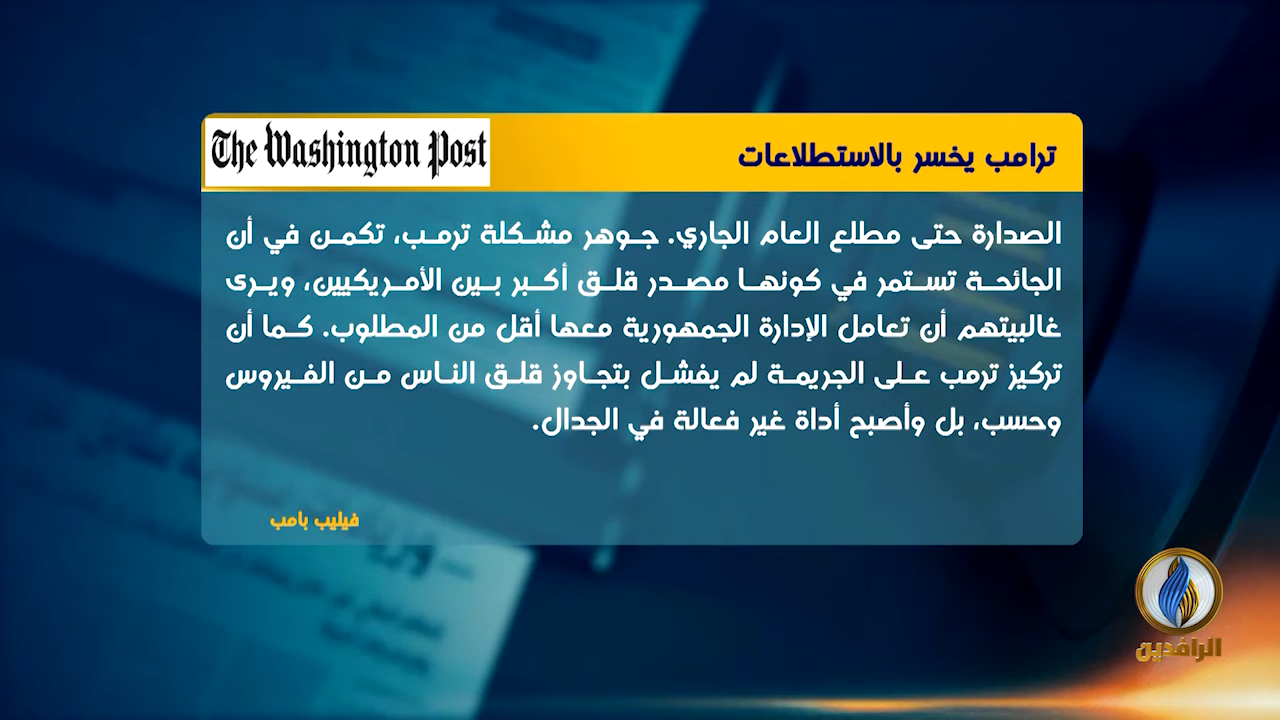 The Washington Post
ترامب يخسر بالاستطلاعات
الصدارة حتى مطلع العام الجاري. جوهر مشكلة ترمب، تكمن في أن
الجائحة تستمر في كونها مصدر قلق أكبر بين الأمريكيين، ويرى
غالبيتهم أن تعامل الإدارة الجمهورية معها أقل من المطلوب. كما أن
تركيز ترمب على الجريمة لم يفشل بتجاوز قلق الناس من الفيروس
وحسب، بل وأصبح أداة غير فعالة في الجدال.
فيليب بامب
الرافدين